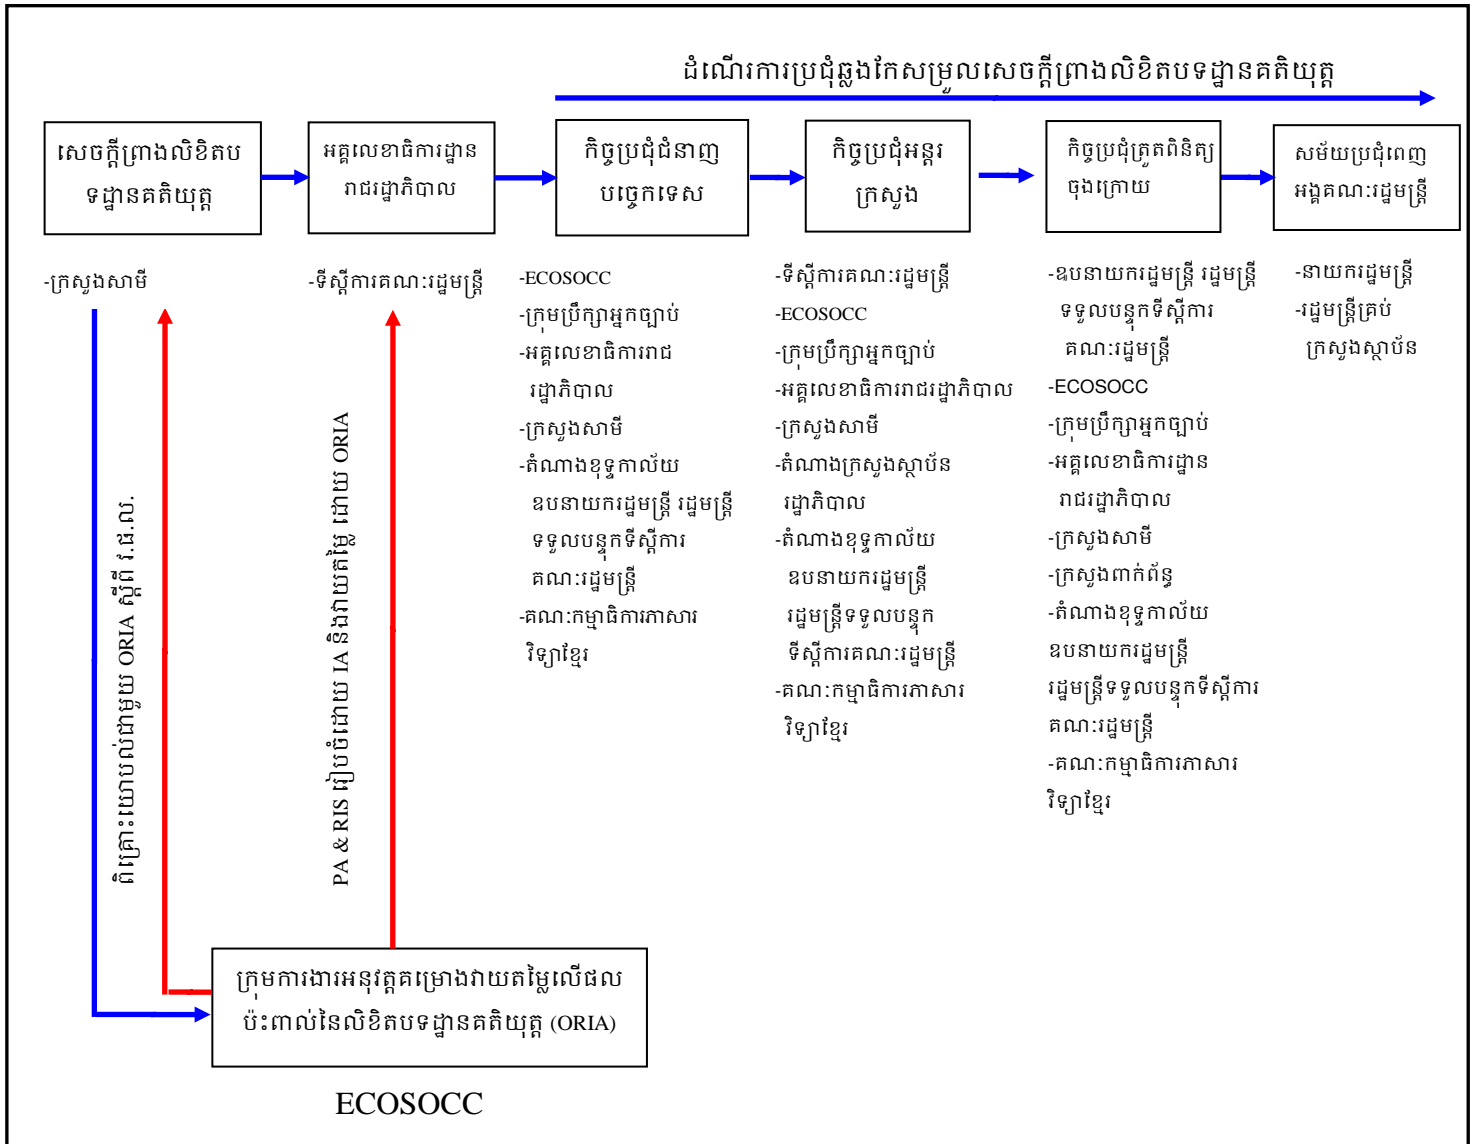 ដំណើរការប្រជុំឆ្លងកែសម្រួលសេចក្តីព្រាងលិខិតបទដ្ឋានគតិយុត្ត
សេចក្តីព្រាងលិខិតប
ទដ្ឋានគតិយុត្ត
អគ្គលេខាធិការដ្ឋាន
រាជរដ្ឋាភិបាល
កិច្ចប្រជុំជំនាញ
បច្ចេកទេស
កិច្ចប្រជុំអន្តរ
ក្រសួង
កិច្ចប្រជុំត្រួតពិនិត្យ
ចុងក្រោយ
សម័យប្រជុំពេញ
អង្គគណៈរដ្ឋមន្ត្រី
-ក្រសួងសាមី
-ទីស្តីការគណៈរដ្ឋមន្ត្រី
-ECOSOCC
-ក្រុមប្រឹក្សាអ្នកច្បាប់
-អគ្គលេខាធិការរាជ
រដ្ឋាភិបាល
-ក្រសួងសាមី
-តំណាងខុទ្ទកាល័យ
ឧបនាយករដ្ឋមន្ត្រី រដ្ឋមន្ត្រី
ទទួលបន្ទុកទីស្តីការ
គណៈរដ្ឋមន្ត្រី
-គណៈកម្មាធិការភាសារ
វិទ្យាខ្មែរ
-ទីស្តីការគណៈរដ្ឋមន្ត្រី
-ECOSOCC
-ក្រុមប្រឹក្សាអ្នកច្បាប់
-អគ្គលេខាធិការរាជរដ្ឋាភិបាល
-ក្រសួងសាមី
-តំណាងក្រសួងស្ថាប័ន
រដ្ឋាភិបាល
-តំណាងខុទ្ទកាល័យ
ឧបនាយករដ្ឋមន្ត្រី
រដ្ឋមន្ត្រីទទួលបន្ទុក
ទីស្តីការគណៈរដ្ឋមន្ត្រី
-គណៈកម្មាធិការភាសារ
វិទ្យាខ្មែរ
-ឩបនាយករដ្ឋមន្ត្រី រដ្ឋមន្ត្រី
ទទួលបន្ទុកទីស្តីការ
គណៈរដ្ឋមន្ត្រី
-ECOSOCC
-ក្រុមប្រឹក្សាអ្នកច្បាប់
-អគ្គលេខាធិការដ្ឋាន
រាជរដ្ឋាភិបាល
-ក្រសួងសាមី
-ក្រសួងពាក់ព័ន្ធ
-តំណាងខុទ្ទកាល័យ
ឧបនាយករដ្ឋមន្ត្រី
រដ្ឋមន្ត្រីទទួលបន្ទុកទីស្តីការ
គណៈរដ្ឋមន្ត្រី
-គណៈកម្មាធិការភាសារ
វិទ្យាខ្មែរ
-នាយករដ្ឋមន្ត្រី
-រដ្ឋមន្ត្រីគ្រប់
ក្រសួងស្ថាប័ន
ពិគ្រោះយោបល់ជាមួយ ORIA ស្តីពី វ.ផ.ល.
PA & RIS រៀបចំដោយ IA និងវាយតម្លៃ ដោយ ORIA
ក្រុមការងារអនុវត្តគម្រោងវាយតម្លៃលើផល
ប៉ះពាល់នៃលិខិតបទដ្ឋានគតិយុត្ត (ORIA)
ECOSOCC